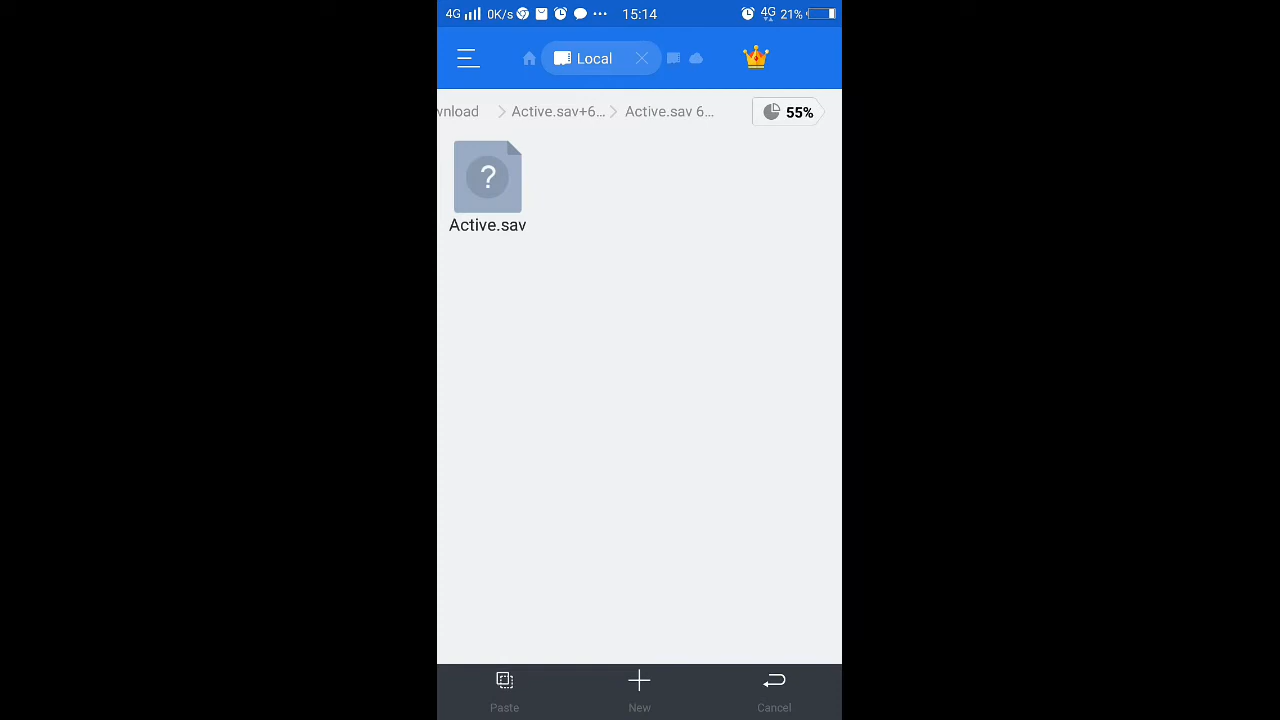 4G 0K/s ... 15:14 4G 21%
Local
wnload Active.sav+6... Active.sav 6... 55%
?
Active.sav
Paste New Cancel